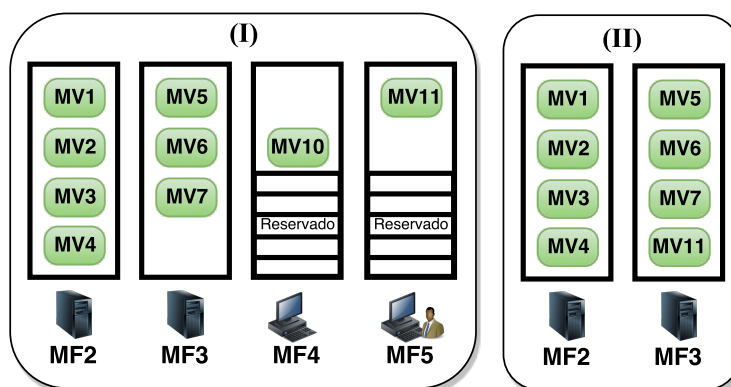 (I)
MV1
MV2
MV3
MV4
MF2
MV5
MV6
MV7
MF3
MV10
Reservado
MF4
MV11
Reservado
MF5
(II)
MV1
MV2
MV3
MV4
MF2
MV5
MV6
MV7
MV11
MF3